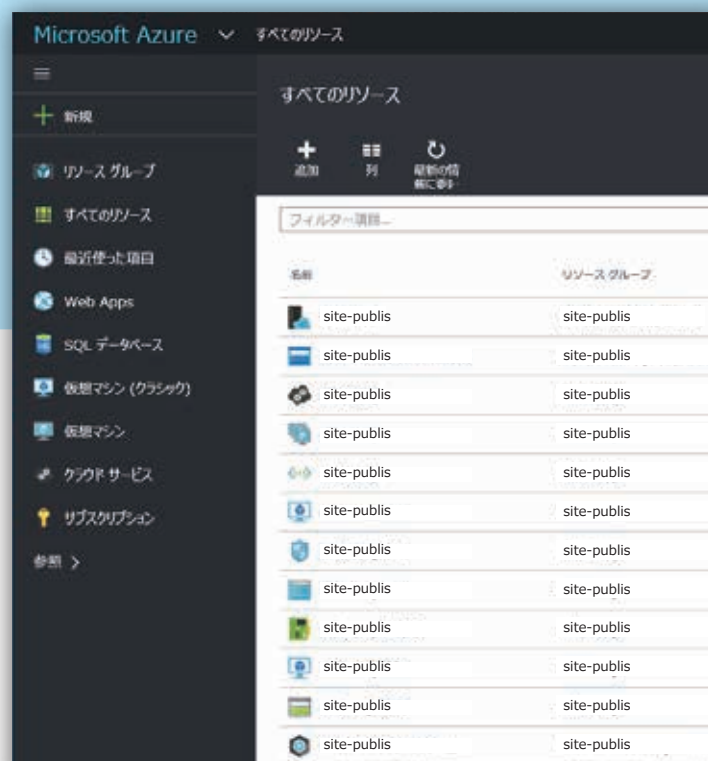 Microsoft Azure すべてのリソース
新規
リソース グループ
すべてのリソース
最近使った項目
Web Apps
SQL データベース
仮想マシン (クラシック)
仮想マシン
クラウド サービス
サブスクリプション
参照
すべてのリソース
追加
列
最新の情
報に更新
フィルター項目...
名前 リソース グループ
site-publis site-publis
site-publis site-publis
site-publis site-publis
site-publis site-publis
site-publis site-publis
site-publis site-publis
site-publis site-publis
site-publis site-publis
site-publis site-publis
site-publis site-publis
site-publis site-publis
site-publis site-publis